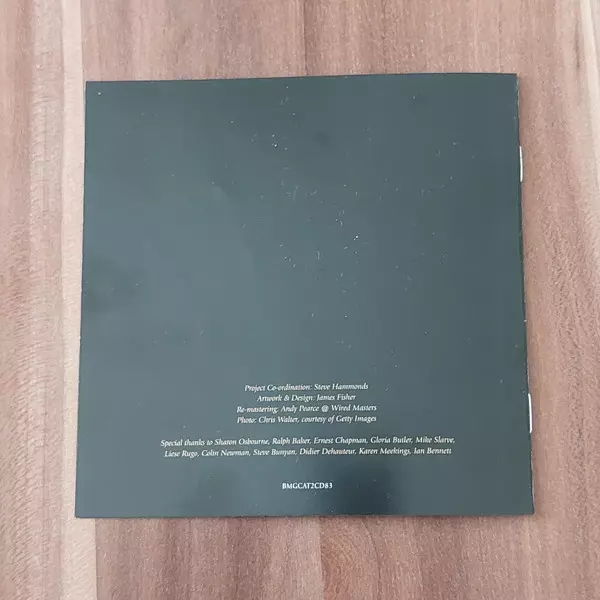 Project Co-ordination: Steve Hammonds
Artwork & Design: James Fisher
Re-mastering: Andy Pearce @ Wired Masters
Photo: Chris Walter, courtesy of Getty Images
Special thanks to Sharon Osbourne, Ralph Baker, Ernest Chapman, Gloria Butler, Mike Slarve,
Liese Rugo, Colin Newman, Steve Bunyan, Didier Dehauteur, Karen Meekings, Ian Bennett
BMGCAT2CD83